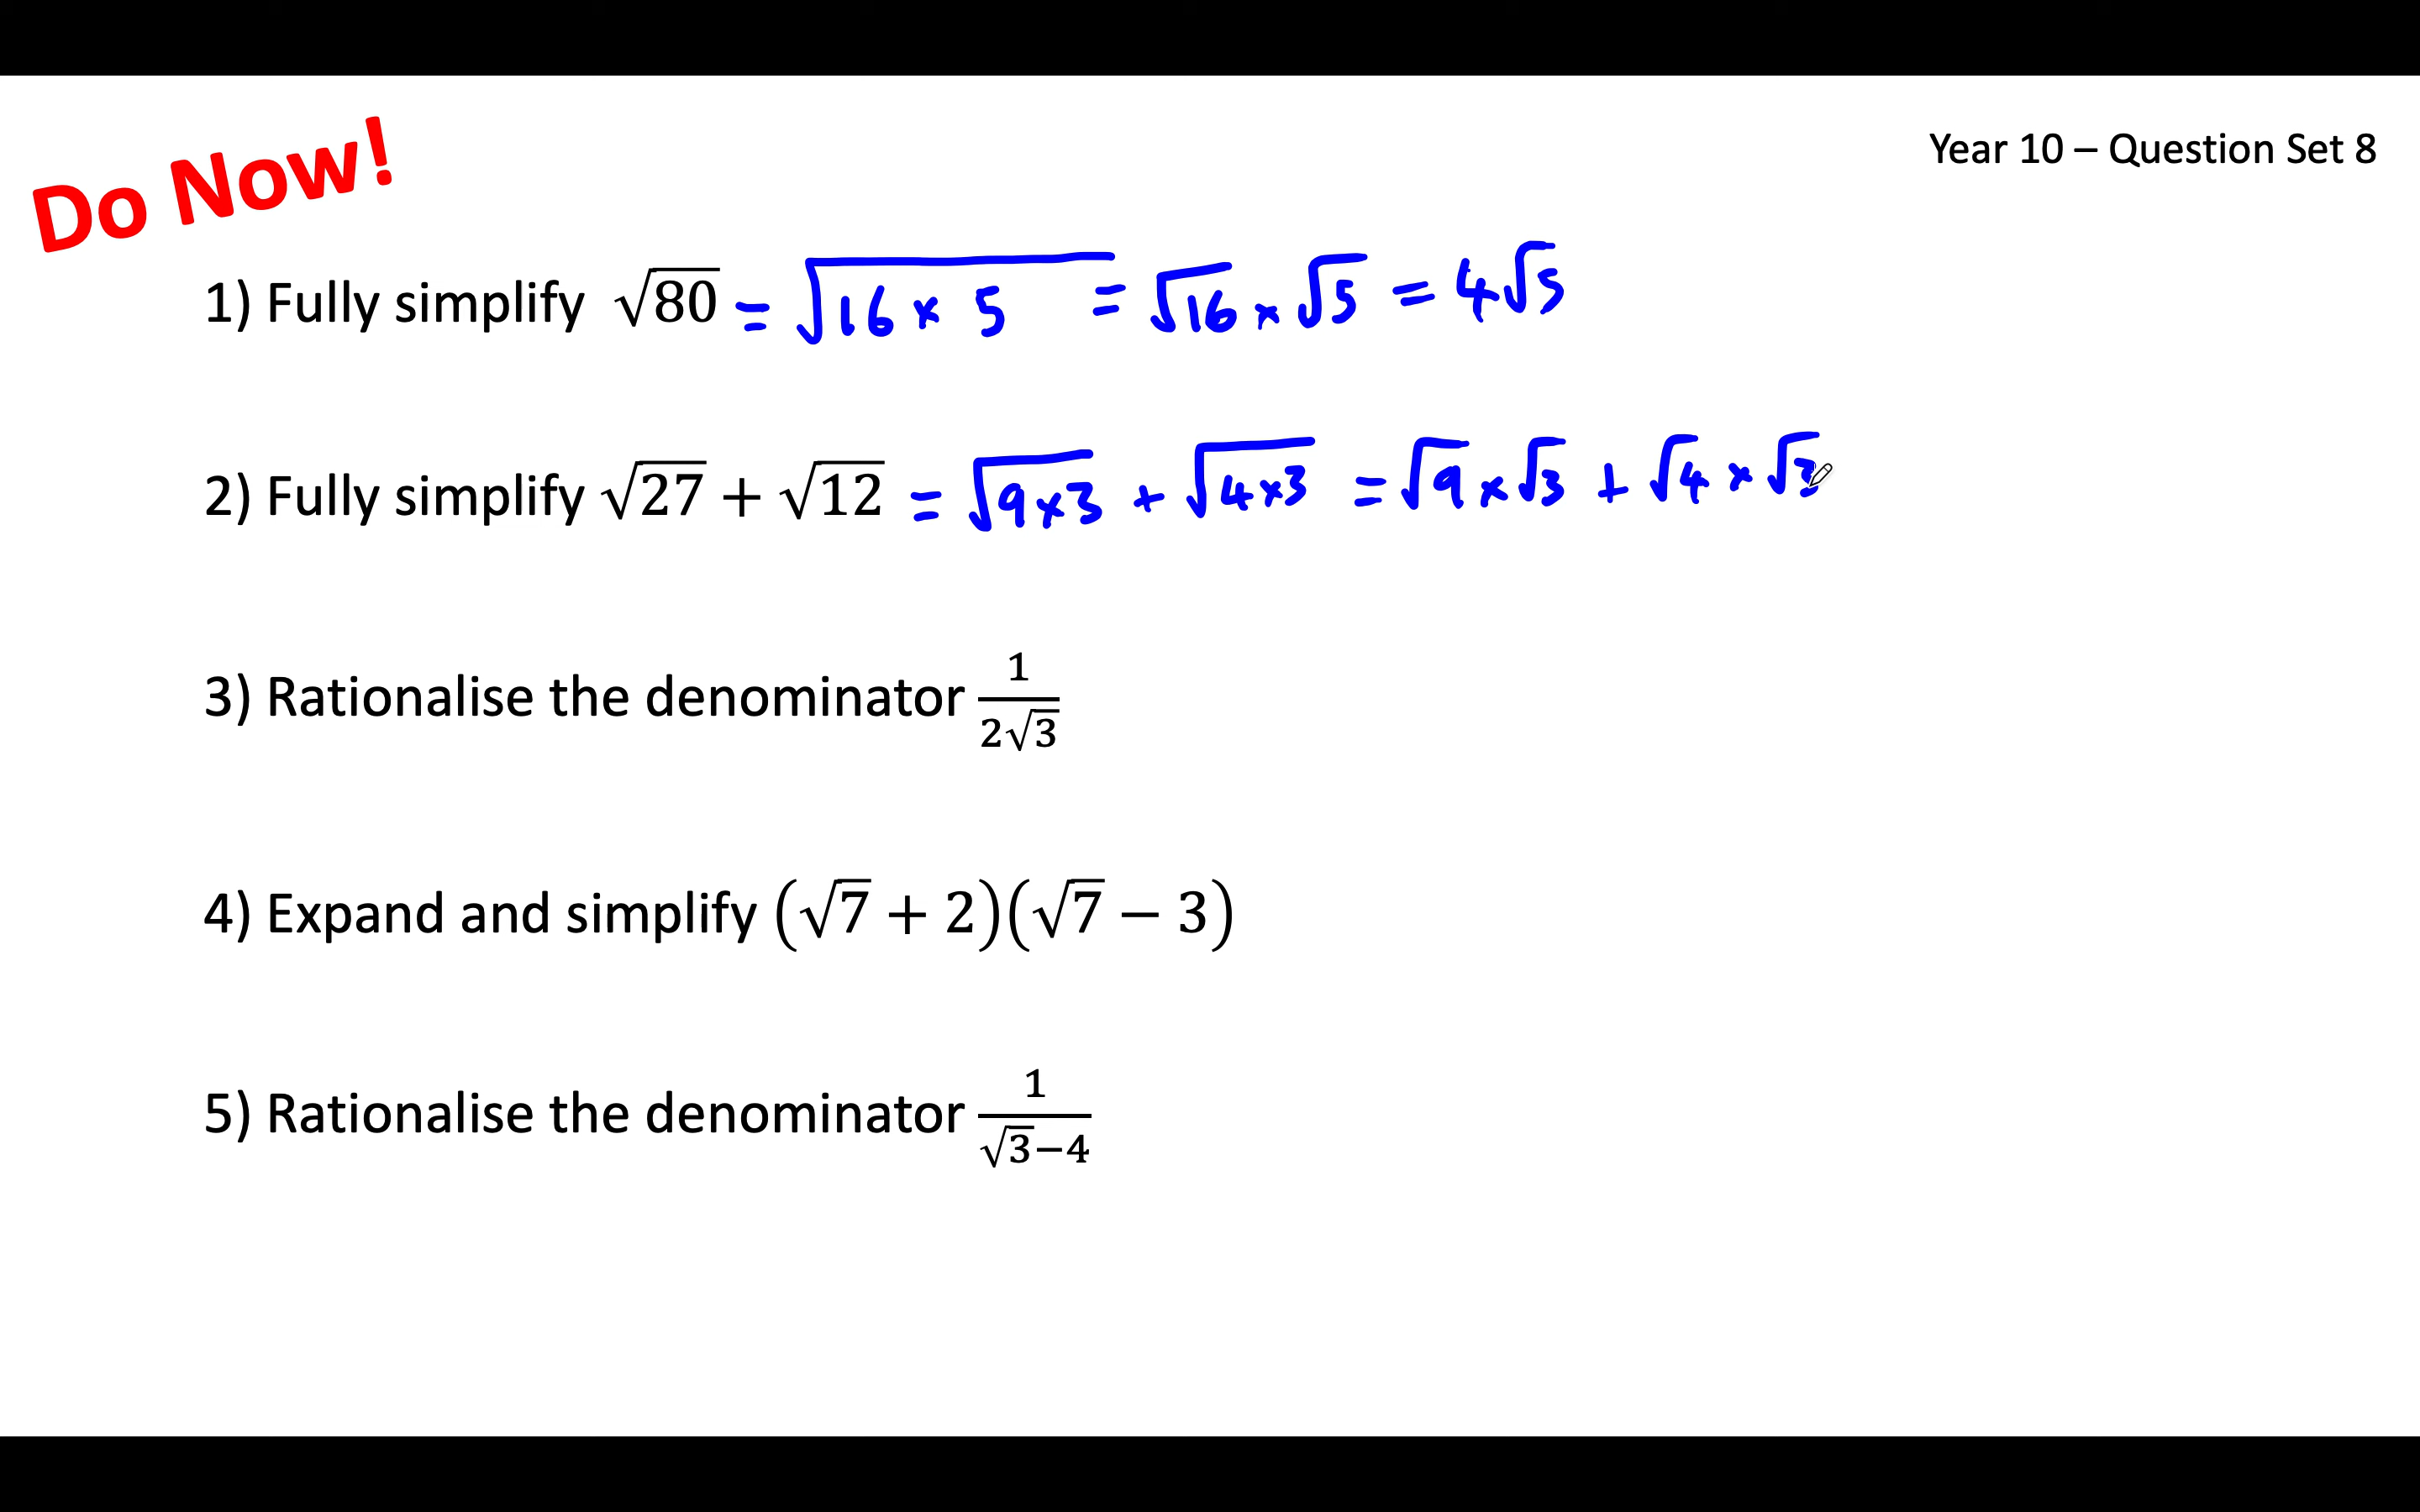 Do Now!
Year 10 – Question Set 8
1) Fully simplify √80 = √16 × 5 = √16 × √5 = 4√5
2) Fully simplify √27 + √12 = √9 × 3 + √4 × 3 = √9 × √3 + √4 × √3
3) Rationalise the denominator 1/2√3
4) Expand and simplify (√7 + 2)(√7 − 3)
5) Rationalise the denominator 1/√3−4